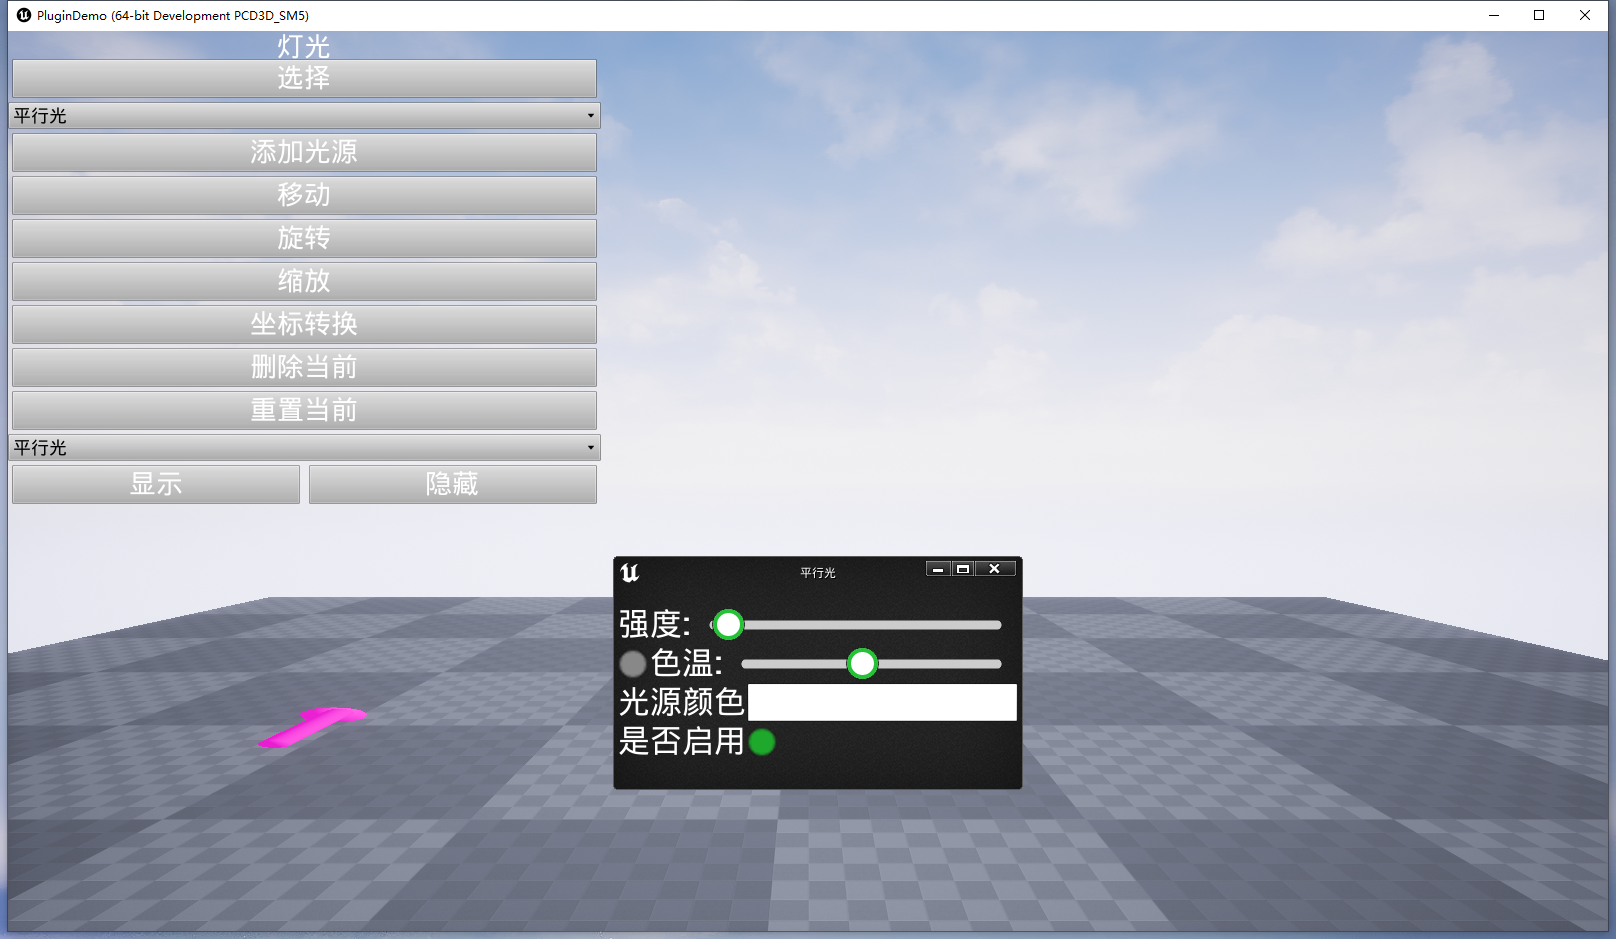 PluginDemo (64-bit Development PCD3D_SM5)
灯光
选择
平行光
添加光源
移动
旋转
缩放
坐标转换
删除当前
重置当前
平行光
显示 隐藏
平行光
强度:
色温:
光源颜色
是否启用